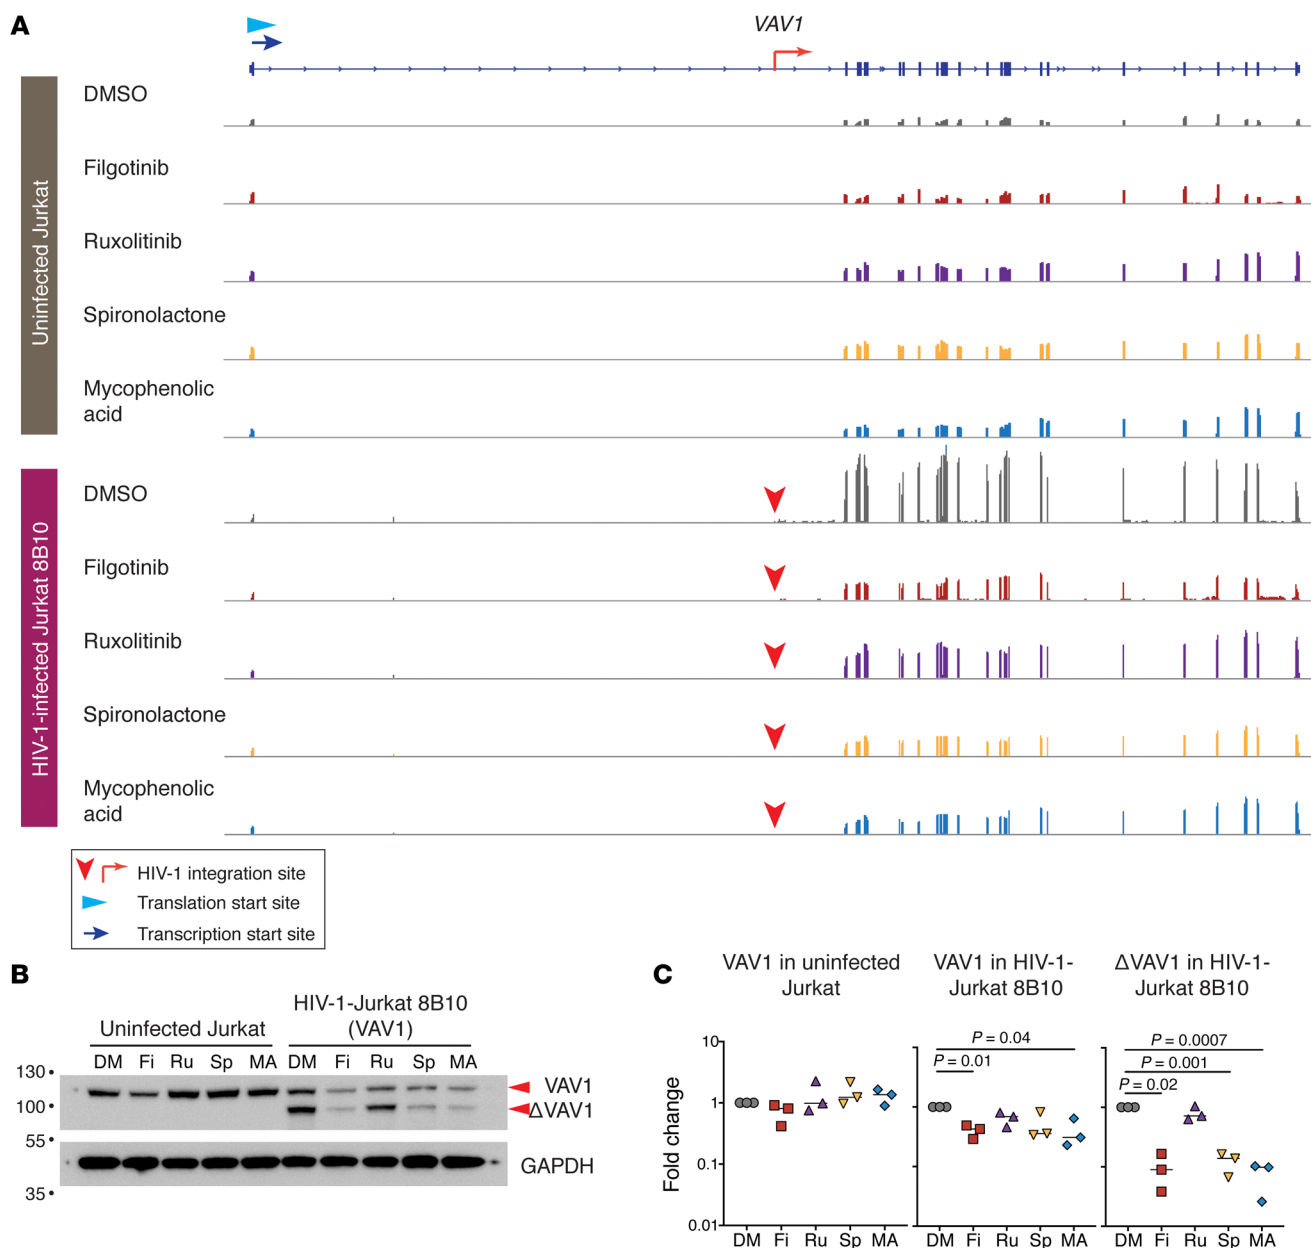 A
VAV1
Uninfected Jurkat
DMSO
Filgotinib
Ruxolitinib
Spironolactone
Mycophenolic
acid
HIV-1-infected Jurkat 8B10
DMSO
Filgotinib
Ruxolitinib
Spironolactone
Mycophenolic
acid
HIV-1 integration site
Translation start site
Transcription start site
B
HIV-1-Jurkat 8B10
Uninfected Jurkat (VAV1)
DM Fi Ru Sp MA DM Fi Ru Sp MA
130
VAV1
100
ΔVAV1
55
GAPDH
35
C
VAV1 in uninfected
Jurkat
VAV1 in HIV-1-
Jurkat 8B10
ΔVAV1 in HIV-1-
Jurkat 8B10
Fold change
10
1
0.1
0.01
P = 0.04
P = 0.01
P = 0.0007
P = 0.001
P = 0.02
DM Fi Ru Sp MA
DM Fi Ru Sp MA
DM Fi Ru Sp MA